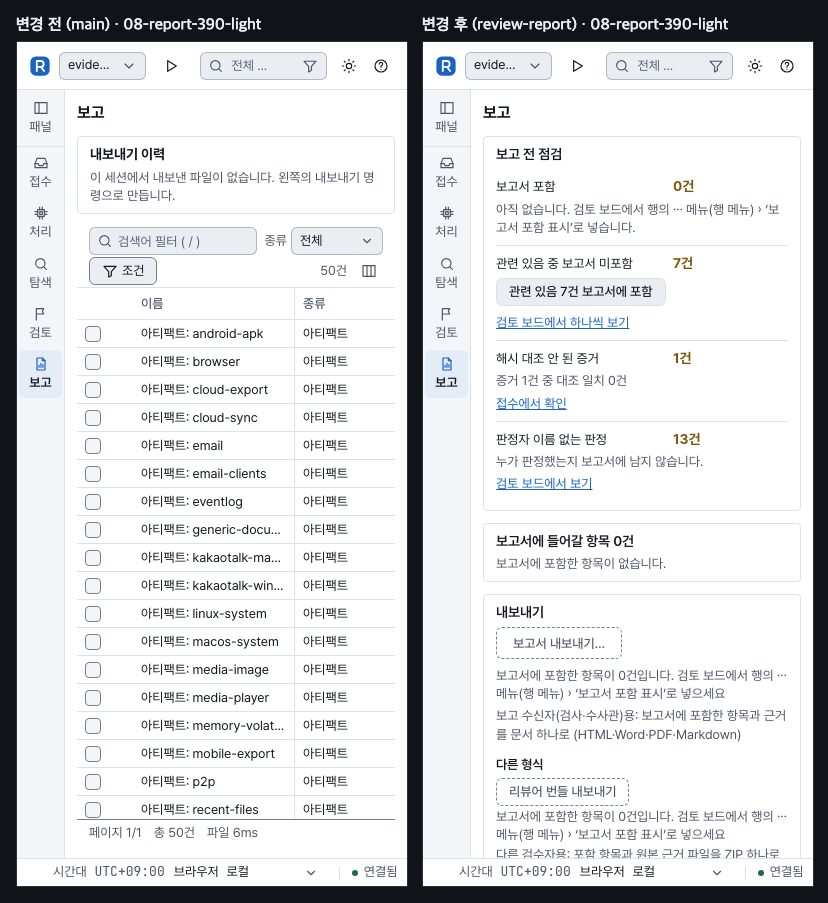 변경 전 (main) · 08-report-390-light
R
evide...
전체 ...
패널
접수
처리
탐색
검토
보고
보고
내보내기 이력
이 세션에서 내보낸 파일이 없습니다. 왼쪽의 내보내기 명
령으로 만듭니다.
검색어 필터 ( / )
종류
전체
조건
50건
이름
종류
아티팩트: android-apk
아티팩트
아티팩트: browser
아티팩트
아티팩트: cloud-export
아티팩트
아티팩트: cloud-sync
아티팩트
아티팩트: email
아티팩트
아티팩트: email-clients
아티팩트
아티팩트: eventlog
아티팩트
아티팩트: generic-docu...
아티팩트
아티팩트: kakaotalk-ma...
아티팩트
아티팩트: kakaotalk-win...
아티팩트
아티팩트: linux-system
아티팩트
아티팩트: macos-system
아티팩트
아티팩트: media-image
아티팩트
아티팩트: media-player
아티팩트
아티팩트: memory-volat...
아티팩트
아티팩트: mobile-export
아티팩트
아티팩트: p2p
아티팩트
아티팩트: recent-files
아티팩트
페이지 1/1 총 50건 파일 6ms
시간대 UTC+09:00 브라우저 로컬
연결됨
변경 후 (review-report) · 08-report-390-light
R
evide...
전체 ...
패널
접수
처리
탐색
검토
보고
보고
보고 전 점검
보고서 포함 0건
아직 없습니다. 검토 보드에서 행의 ··· 메뉴(행 메뉴) › ‘보
고서 포함 표시’로 넣습니다.
관련 있음 중 보고서 미포함 7건
관련 있음 7건 보고서에 포함
검토 보드에서 하나씩 보기
해시 대조 안 된 증거 1건
증거 1건 중 대조 일치 0건
접수에서 확인
판정자 이름 없는 판정 13건
누가 판정했는지 보고서에 남지 않습니다.
검토 보드에서 보기
보고서에 들어갈 항목 0건
보고서에 포함한 항목이 없습니다.
내보내기
보고서 내보내기...
보고서에 포함한 항목이 0건입니다. 검토 보드에서 행의 ···
메뉴(행 메뉴) › ‘보고서 포함 표시’로 넣으세요
보고 수신자(검사·수사관)용: 보고서에 포함한 항목과 근거
를 문서 하나로 (HTML·Word·PDF·Markdown)
다른 형식
리뷰어 번들 내보내기
보고서에 포함한 항목이 0건입니다. 검토 보드에서 행의 ···
메뉴(행 메뉴) › ‘보고서 포함 표시’로 넣으세요
다른 검수자용: 포함 항목과 원본 근거 파일을 ZIP 하나로
시간대 UTC+09:00 브라우저 로컬
연결됨